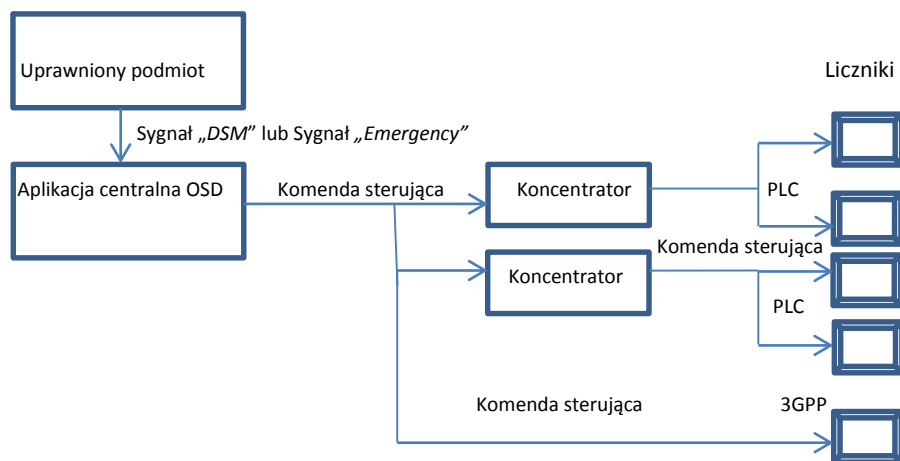 Uprawniony podmiot
Liczniki
Sygnał „DSM” lub Sygnał „Emergency”
Aplikacja centralna OSD
Komenda sterująca
Koncentrator
PLC
Komenda sterująca
Koncentrator
PLC
Komenda sterująca
3GPP